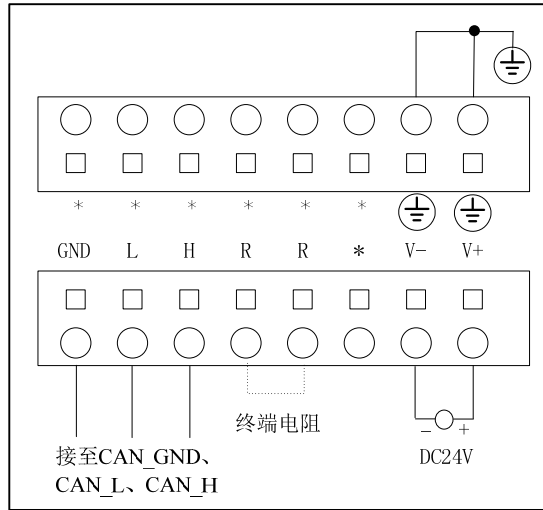 * * * * * *
GND L H R R * V- V+
终端电阻
- +
DC24V
接至CAN_GND、
CAN_L、CAN_H